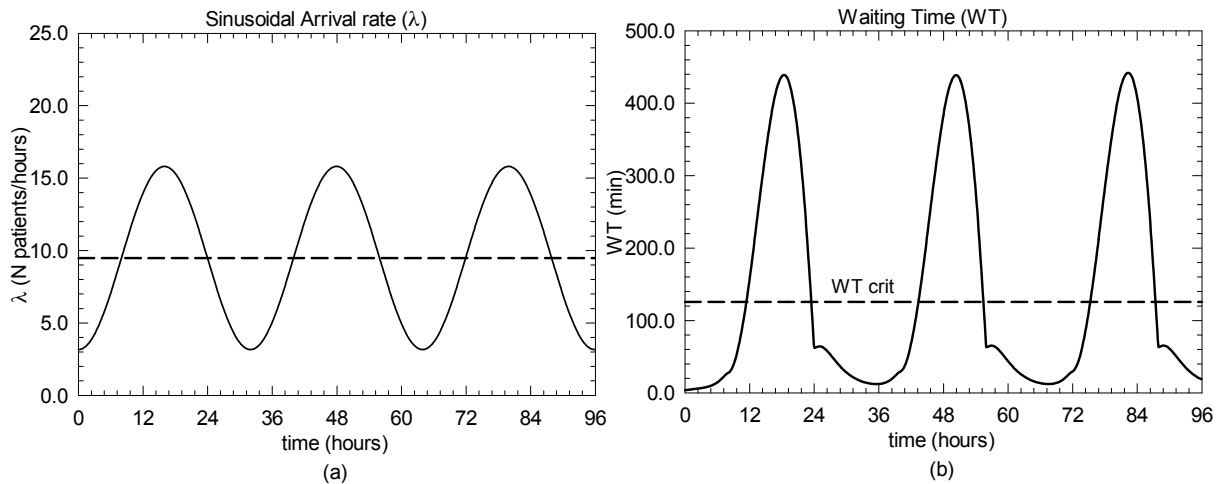 Sinusoidal Arrival rate (λ)
25.0
20.0
15.0
10.0
5.0
0.0
λ (N patients/hours)
0 12 24 36 48 60 72 84 96
time (hours)
(a)
Waiting Time (WT)
500.0
400.0
300.0
200.0
100.0
0.0
WT (min)
WT crit
0 12 24 36 48 60 72 84 96
time (hours)
(b)